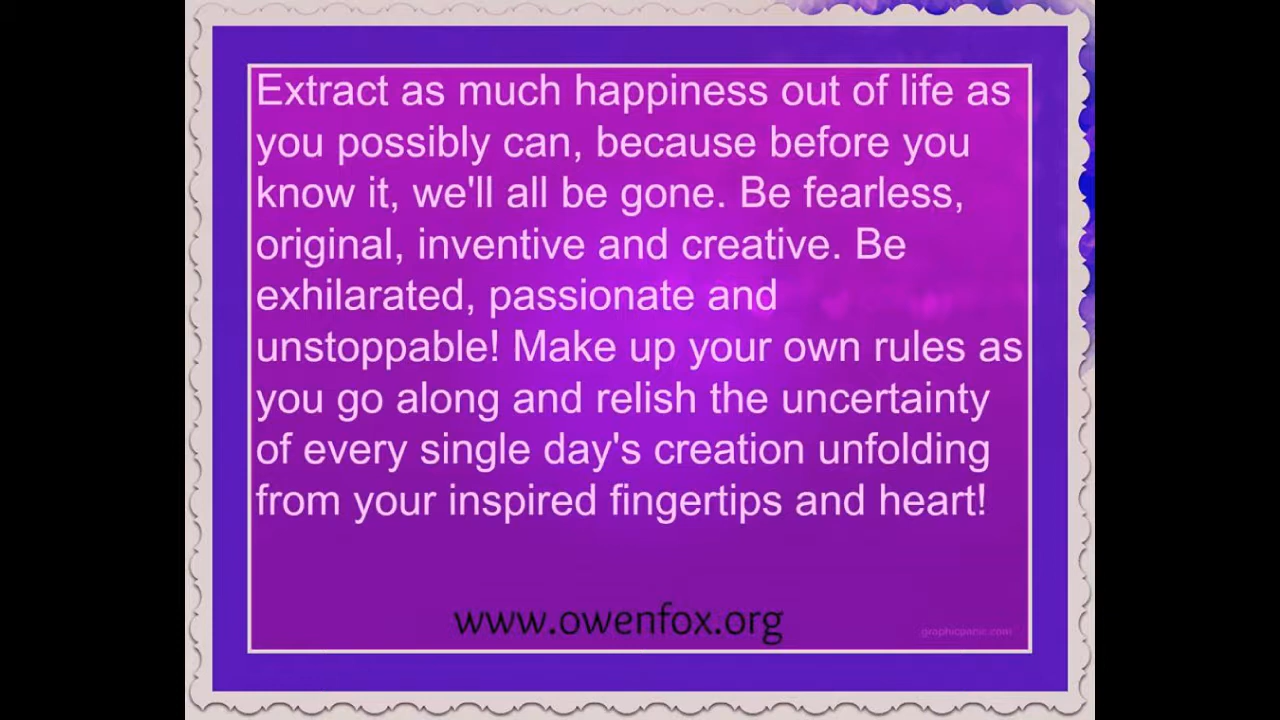 Extract as much happiness out of life as
you possibly can, because before you
know it, we'll all be gone. Be fearless,
original, inventive and creative. Be
exhilarated, passionate and
unstoppable! Make up your own rules as
you go along and relish the uncertainty
of every single day's creation unfolding
from your inspired fingertips and heart!
www.owenfox.org
graphicpanic.com